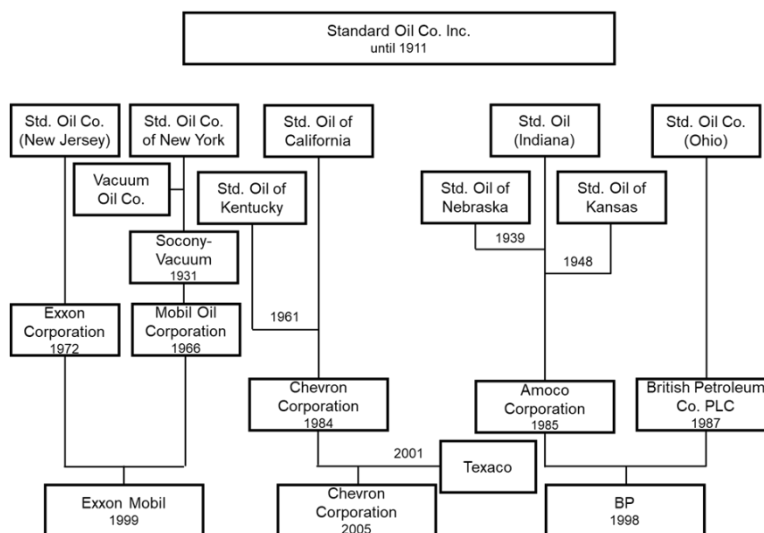 Standard Oil Co. Inc.
until 1911
Std. Oil Co.
(New Jersey)
Std. Oil Co.
of New York
Std. Oil of
California
Std. Oil
(Indiana)
Std. Oil Co.
(Ohio)
Vacuum
Oil Co.
Std. Oil of
Kentucky
Std. Oil of
Nebraska
Std. Oil of
Kansas
Socony-
Vacuum
1931
1939
1948
Exxon
Corporation
1972
Mobil Oil
Corporation
1966
1961
Chevron
Corporation
1984
Amoco
Corporation
1985
British Petroleum
Co. PLC
1987
2001
Texaco
Exxon Mobil
1999
Chevron
Corporation
2005
BP
1998